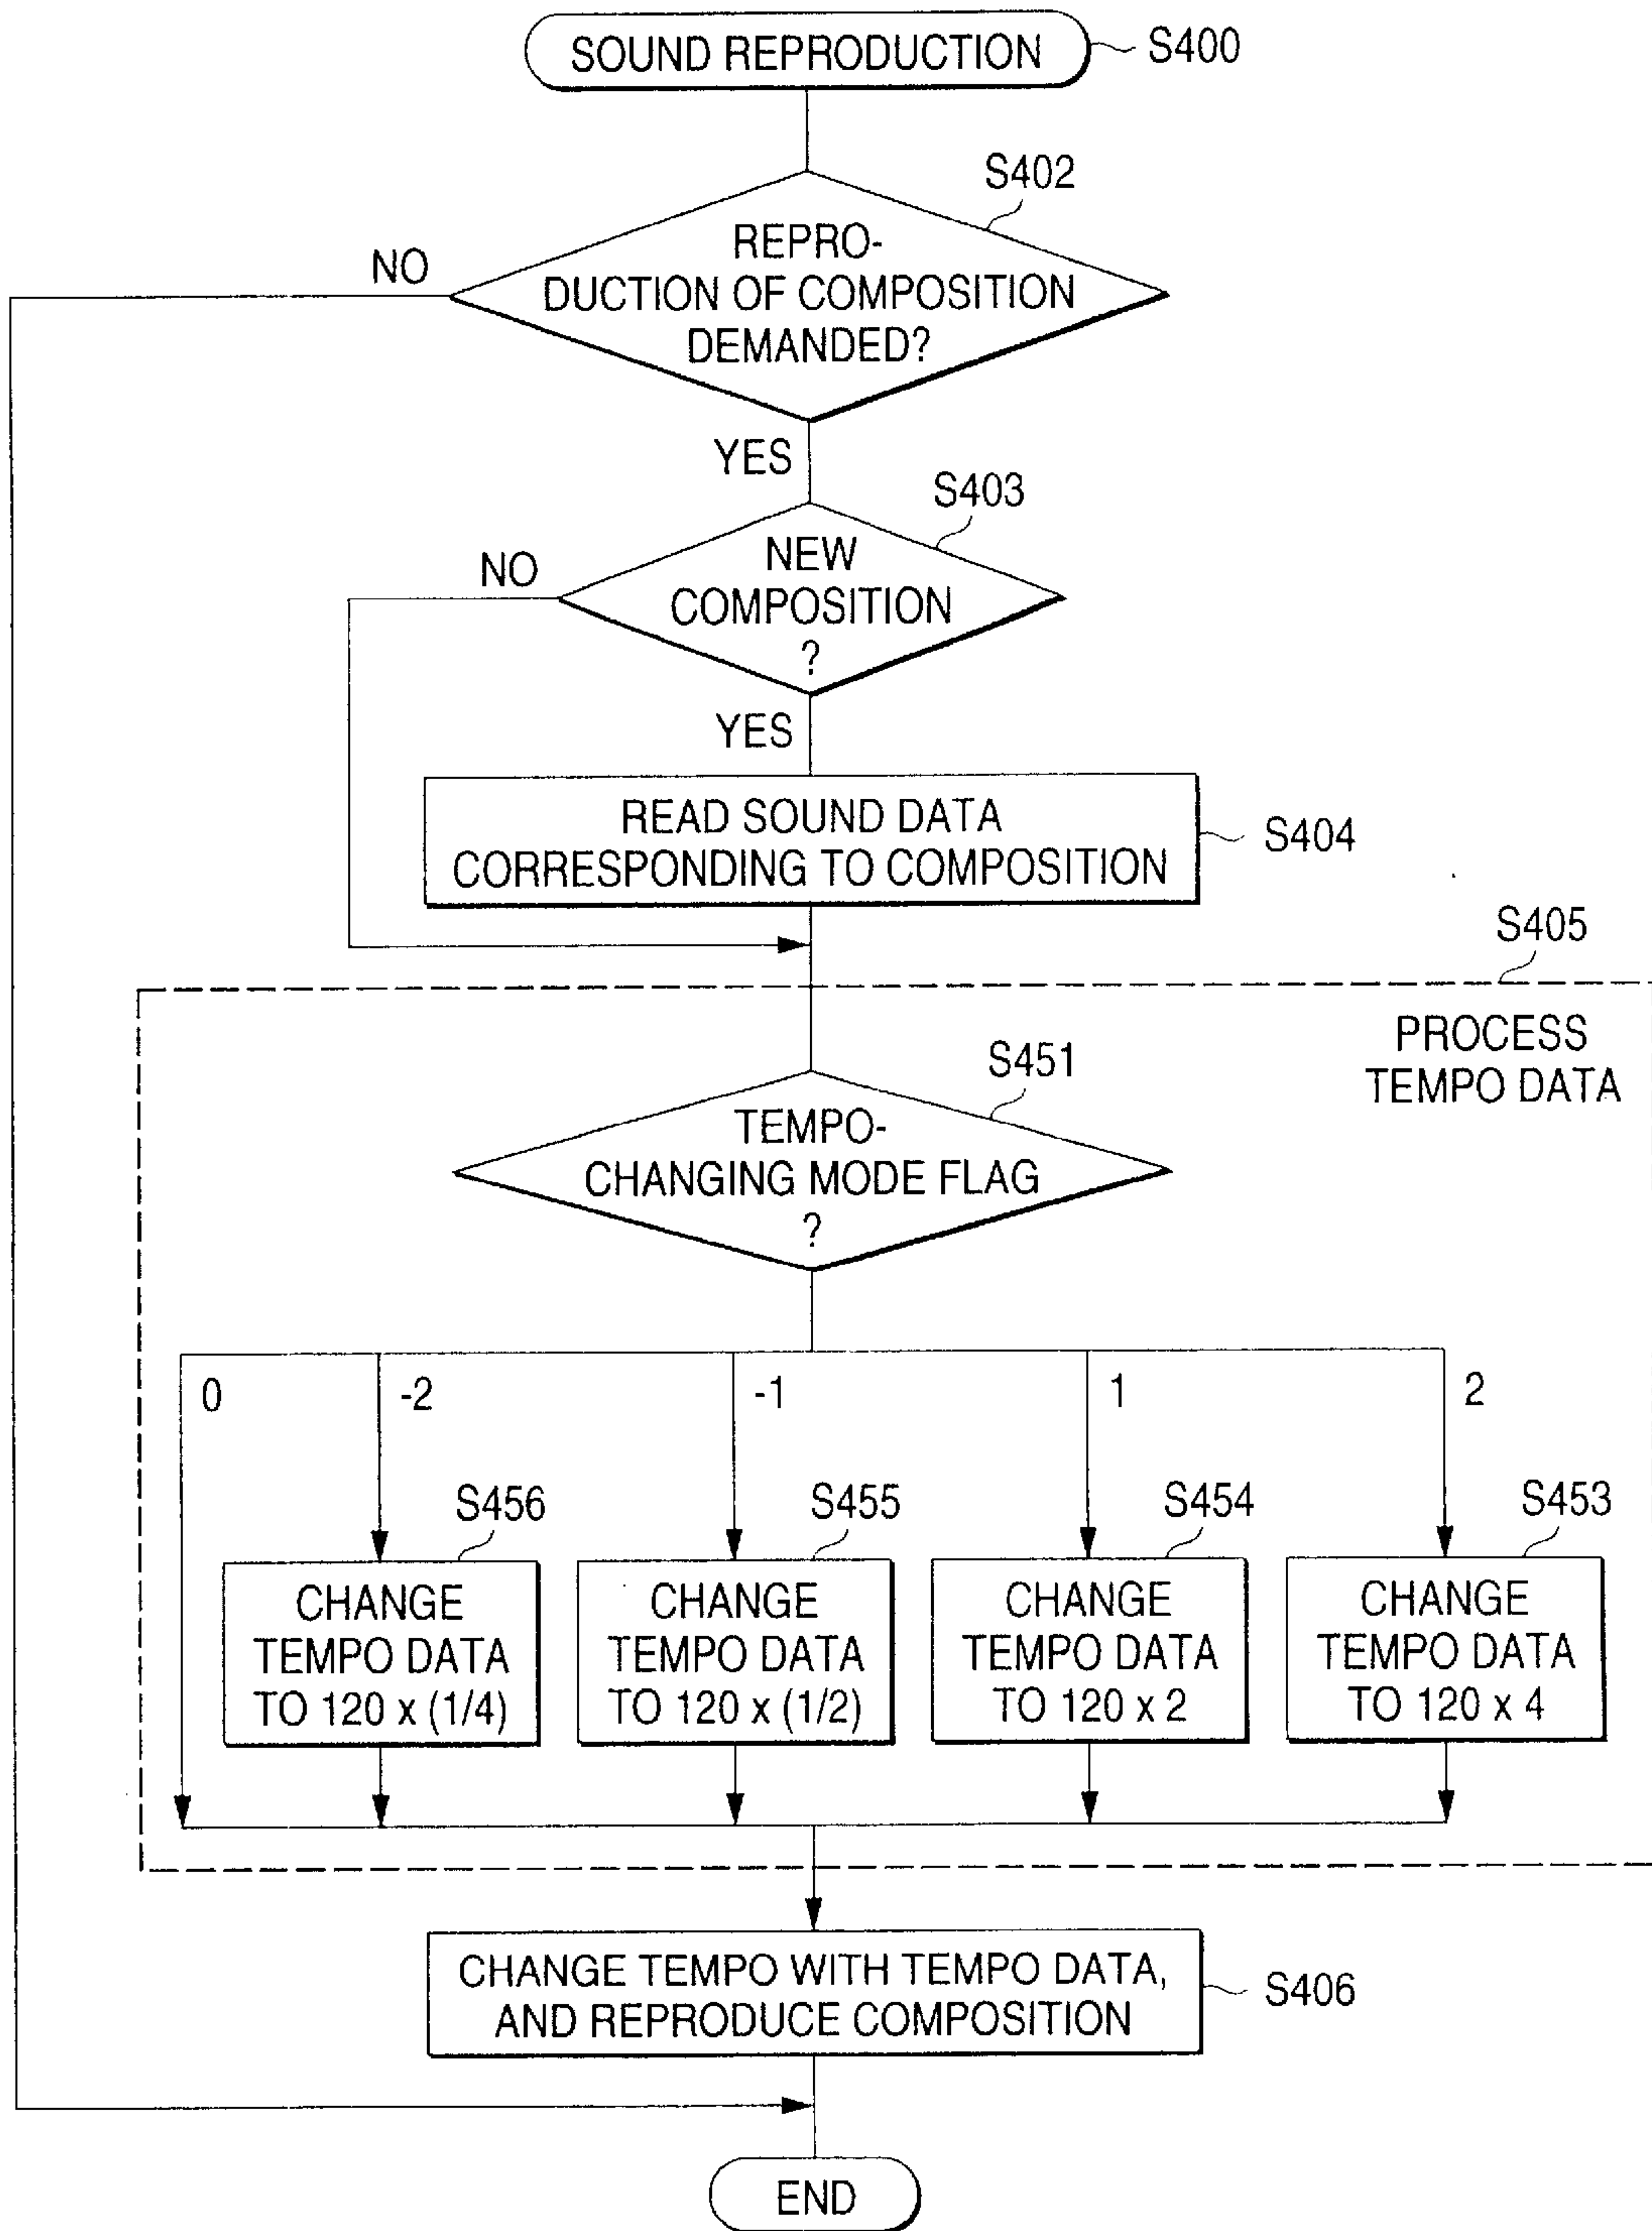 SOUND REPRODUCTION
S400
S402
REPRO-
DUCTION OF COMPOSITION
DEMANDED?
NO
YES
S403
NEW
COMPOSITION
?
NO
YES
READ SOUND DATA
CORRESPONDING TO COMPOSITION
S404
S405
PROCESS
TEMPO DATA
S451
TEMPO-
CHANGING MODE FLAG
?
0
-2
-1
1
2
S456
S455
S454
S453
CHANGE
TEMPO DATA
TO 120 x (1/4)
CHANGE
TEMPO DATA
TO 120 x (1/2)
CHANGE
TEMPO DATA
TO 120 x 2
CHANGE
TEMPO DATA
TO 120 x 4
CHANGE TEMPO WITH TEMPO DATA,
AND REPRODUCE COMPOSITION
S406
END